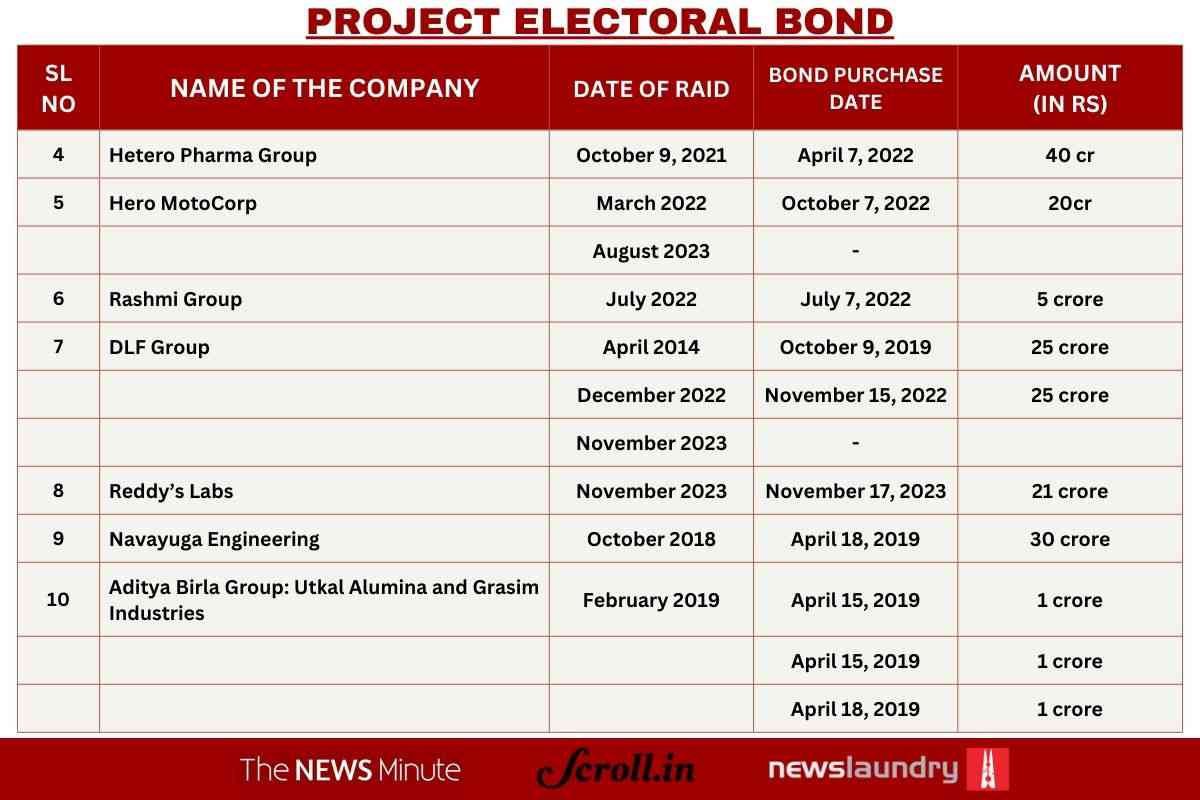 PROJECT ELECTORAL BOND
SL NO NAME OF THE COMPANY DATE OF RAID BOND PURCHASE DATE AMOUNT (IN RS)
4 Hetero Pharma Group October 9, 2021 April 7, 2022 40 cr
5 Hero MotoCorp March 2022 October 7, 2022 20cr
August 2023 -
6 Rashmi Group July 2022 July 7, 2022 5 crore
7 DLF Group April 2014 October 9, 2019 25 crore
December 2022 November 15, 2022 25 crore
November 2023 -
8 Reddy’s Labs November 2023 November 17, 2023 21 crore
9 Navayuga Engineering October 2018 April 18, 2019 30 crore
10 Aditya Birla Group: Utkal Alumina and Grasim Industries February 2019 April 15, 2019 1 crore
April 15, 2019 1 crore
April 18, 2019 1 crore
The NEWS Minute Scroll.in newslaundry